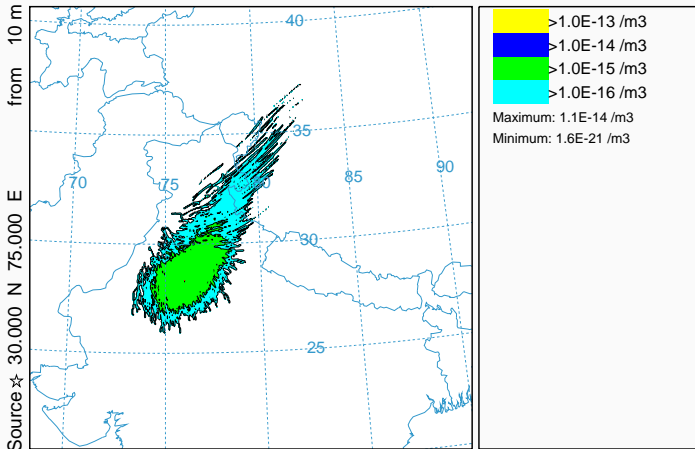 Source ☆ 30.000 N 75.000 E from 10 m
40
35
90
70
75
80
85
30
25
>1.0E-13 /m3
>1.0E-14 /m3
>1.0E-15 /m3
>1.0E-16 /m3
Maximum: 1.1E-14 /m3
Minimum: 1.6E-21 /m3